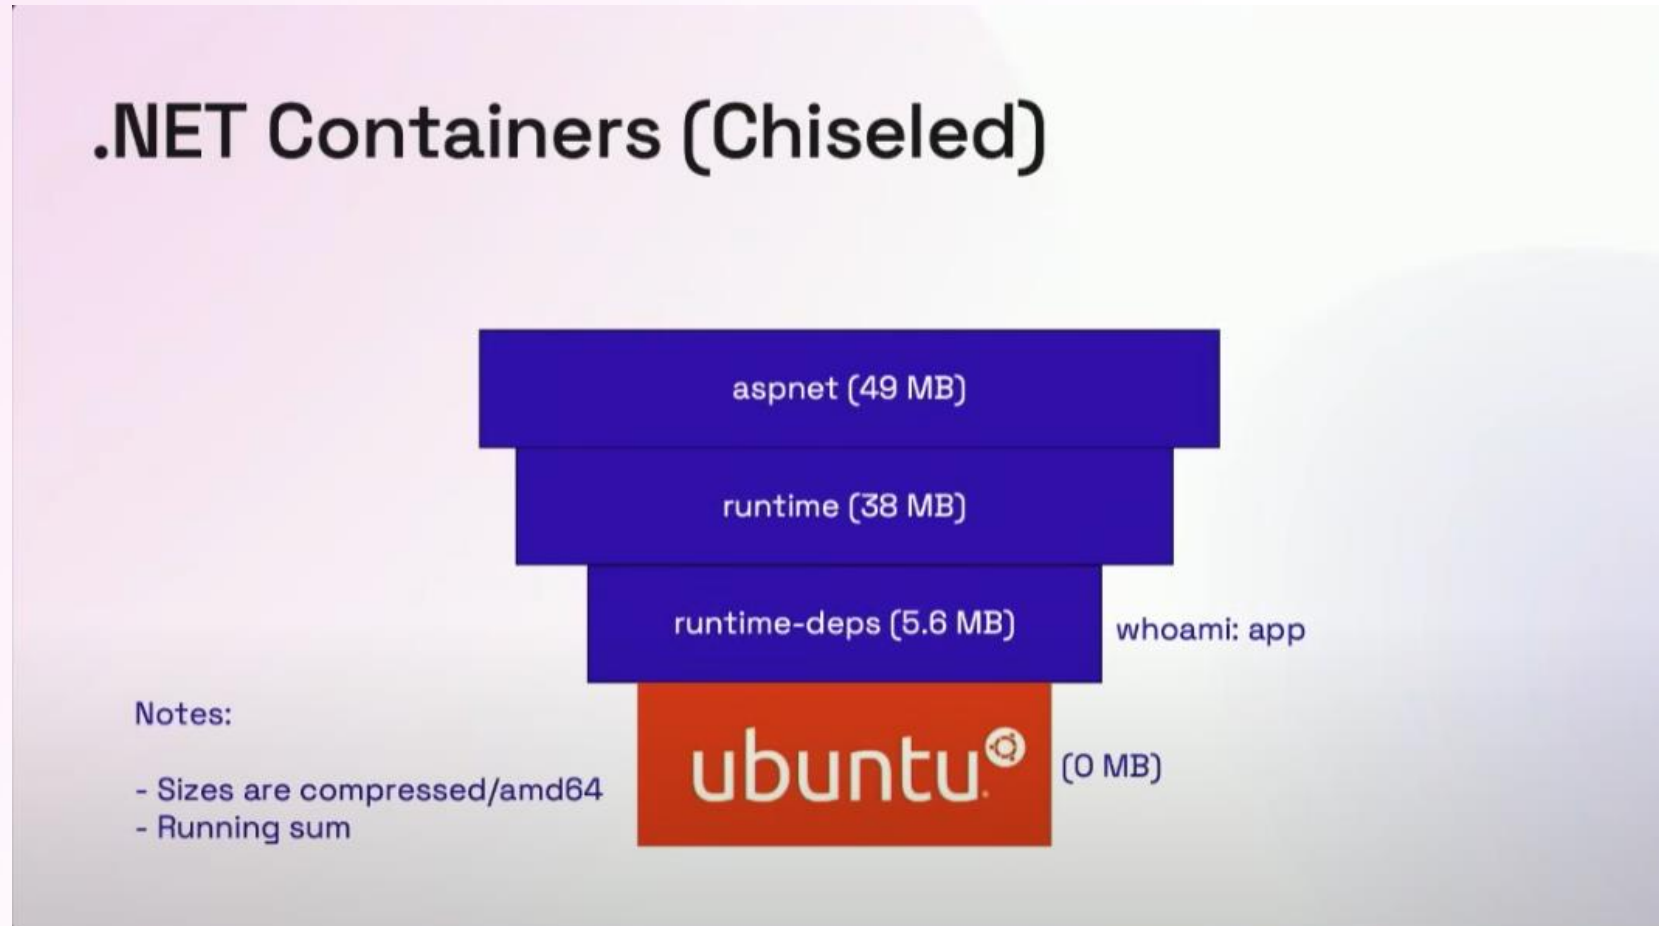 .NET Containers (Chiseled)
aspnet (49 MB)
runtime (38 MB)
runtime-deps (5.6 MB)
whoami: app
ubuntu
(0 MB)
Notes:
- Sizes are compressed/amd64
- Running sum